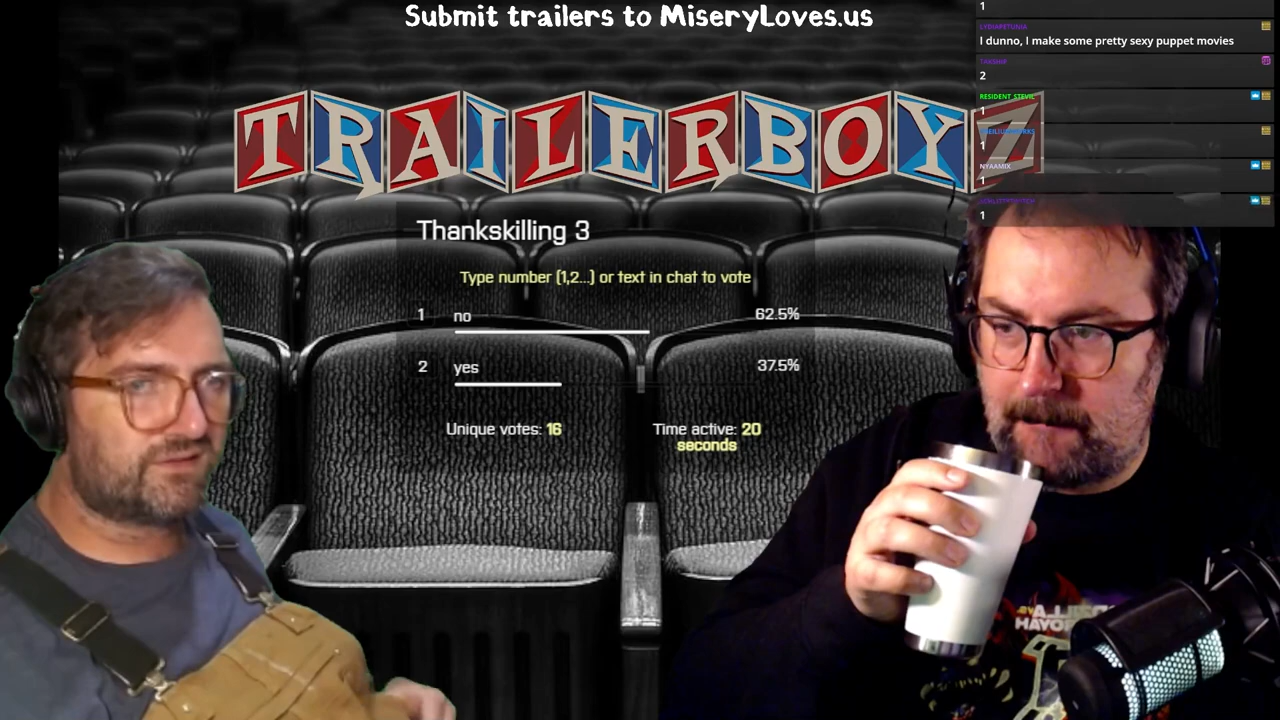 Submit trailers to MiseryLoves.us
TRAILERBOYZ
Thankskilling 3
Type number (1,2...) or text in chat to vote
1 no 62.5%
2 yes 37.5%
Unique votes: 16
Time active: 20
seconds
1
LYDIAPETUNIA
I dunno, I make some pretty sexy puppet movies
2
RESIDENT STEVIL
1
1
NYAAMIX
1
1
MAYOR